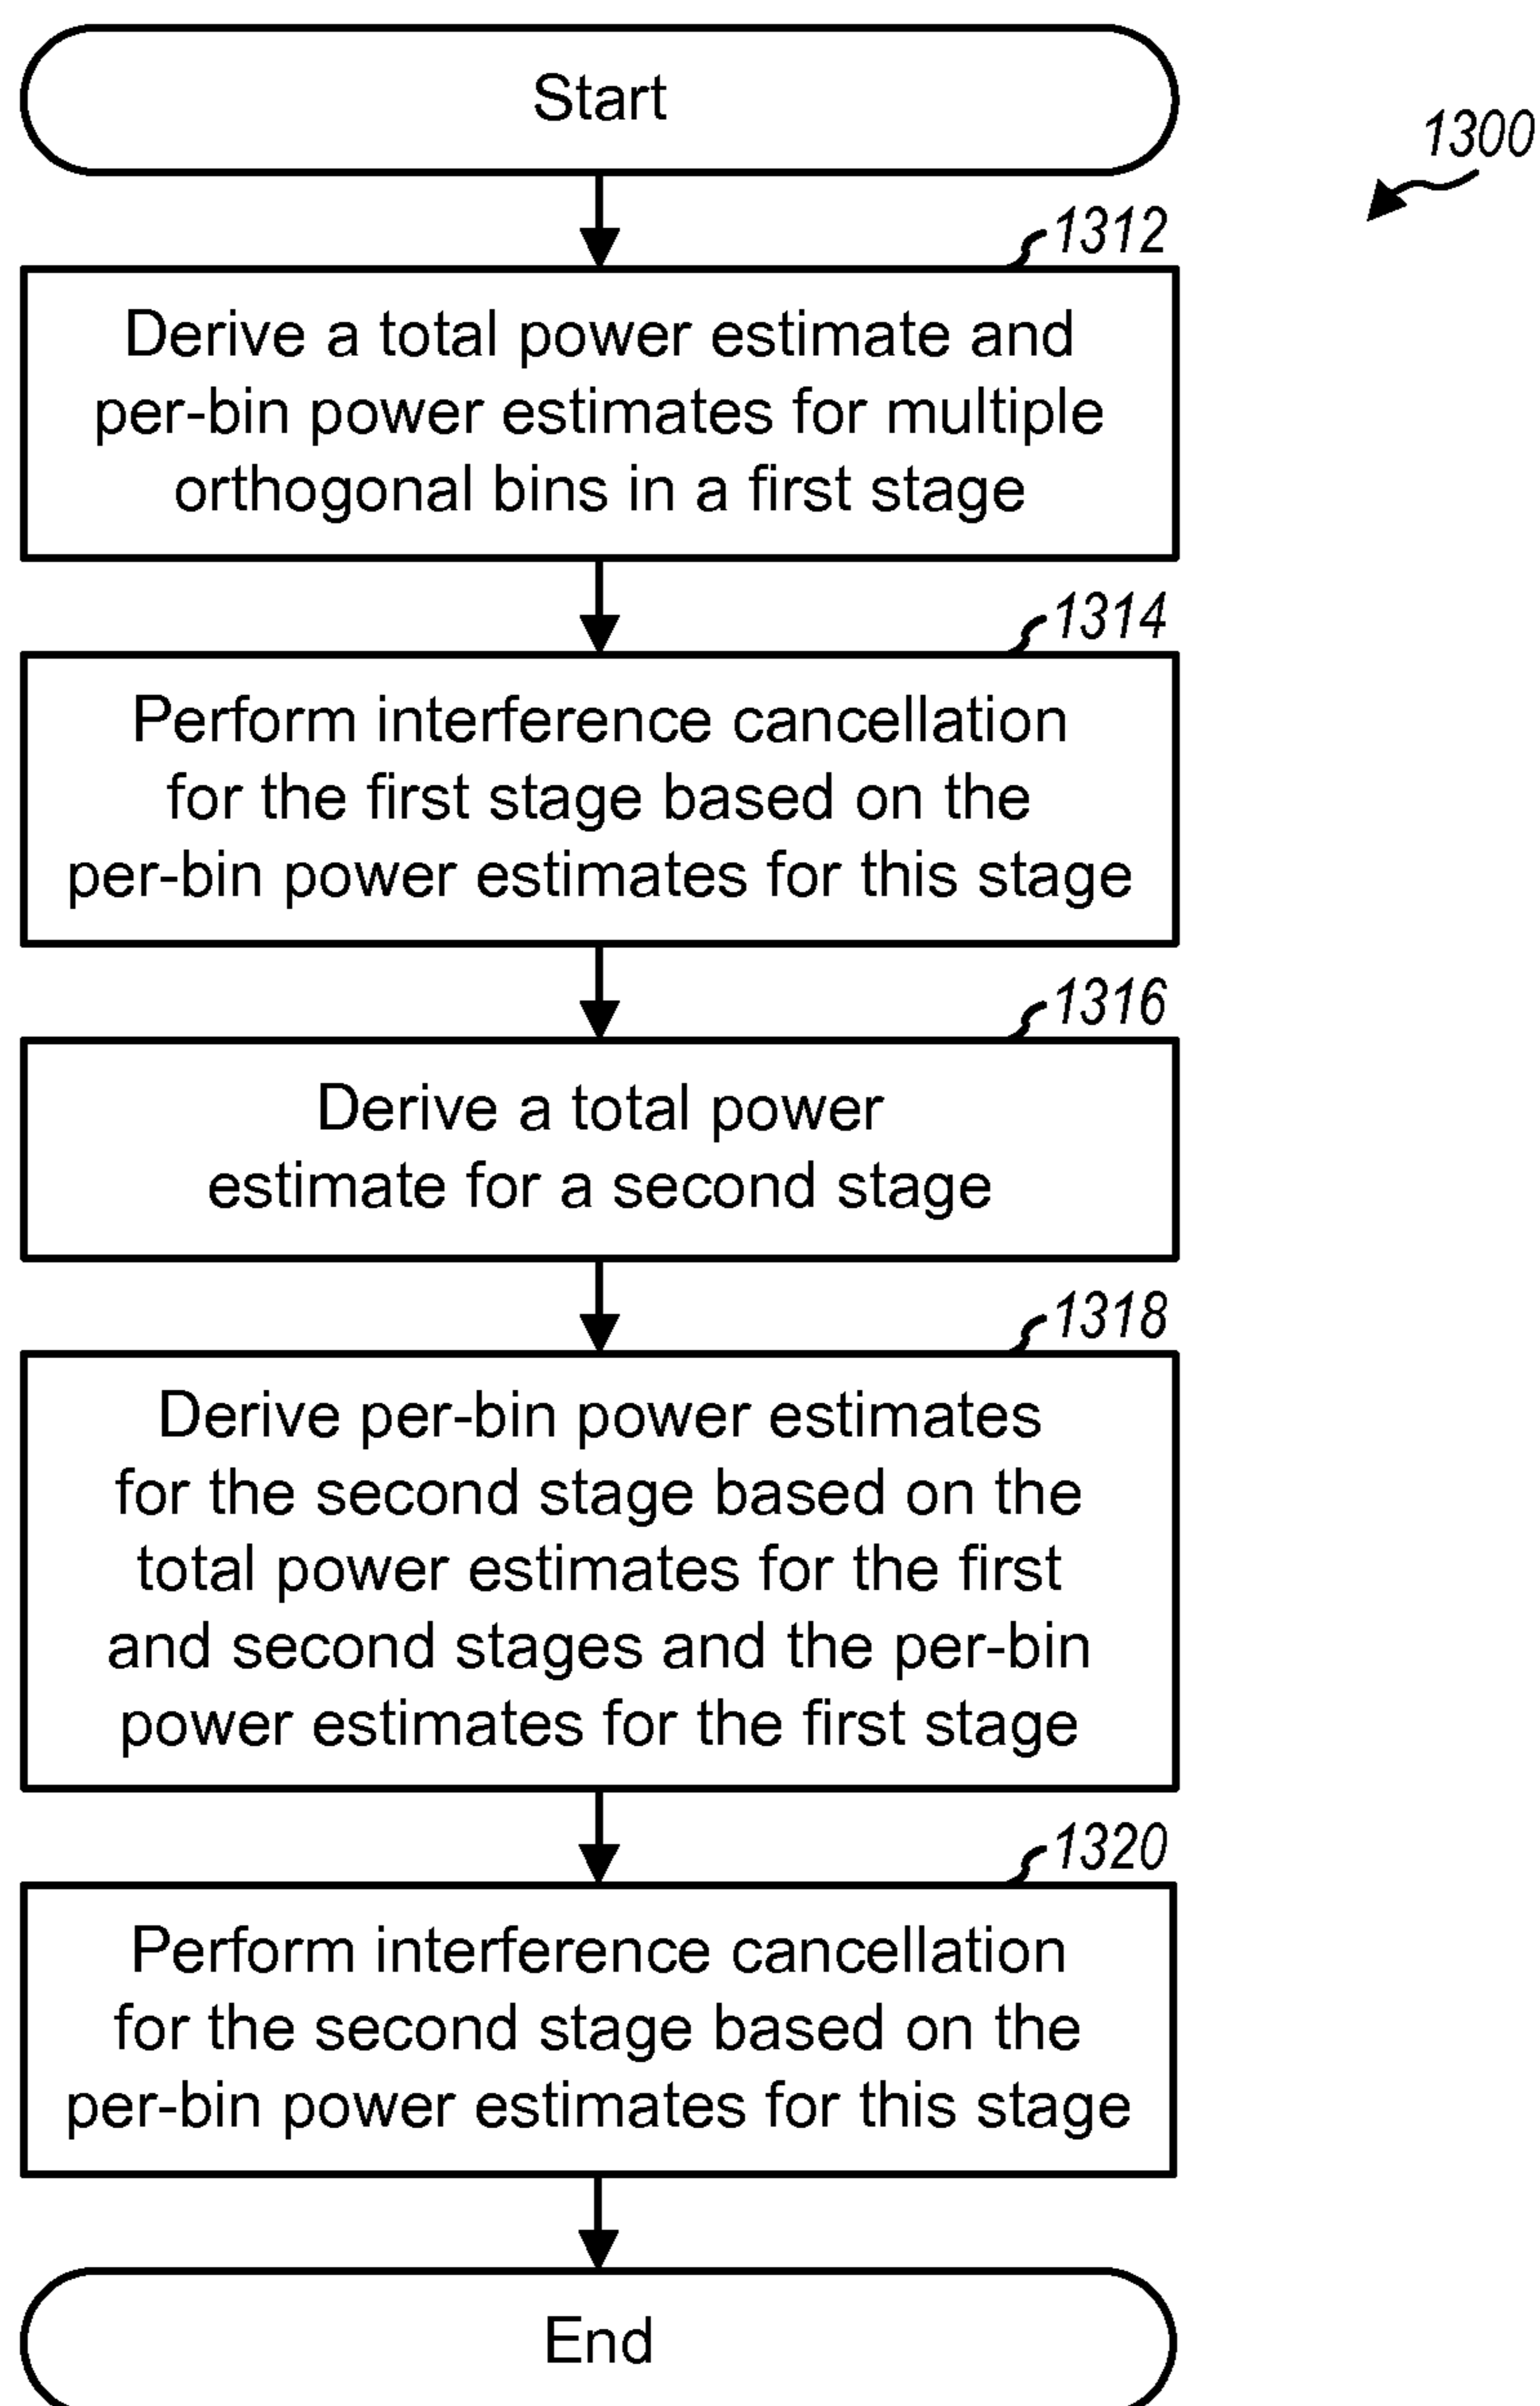 Start
1300
1312
Derive a total power estimate and
per-bin power estimates for multiple
orthogonal bins in a first stage
1314
Perform interference cancellation
for the first stage based on the
per-bin power estimates for this stage
1316
Derive a total power
estimate for a second stage
1318
Derive per-bin power estimates
for the second stage based on the
total power estimates for the first
and second stages and the per-bin
power estimates for the first stage
1320
Perform interference cancellation
for the second stage based on the
per-bin power estimates for this stage
End